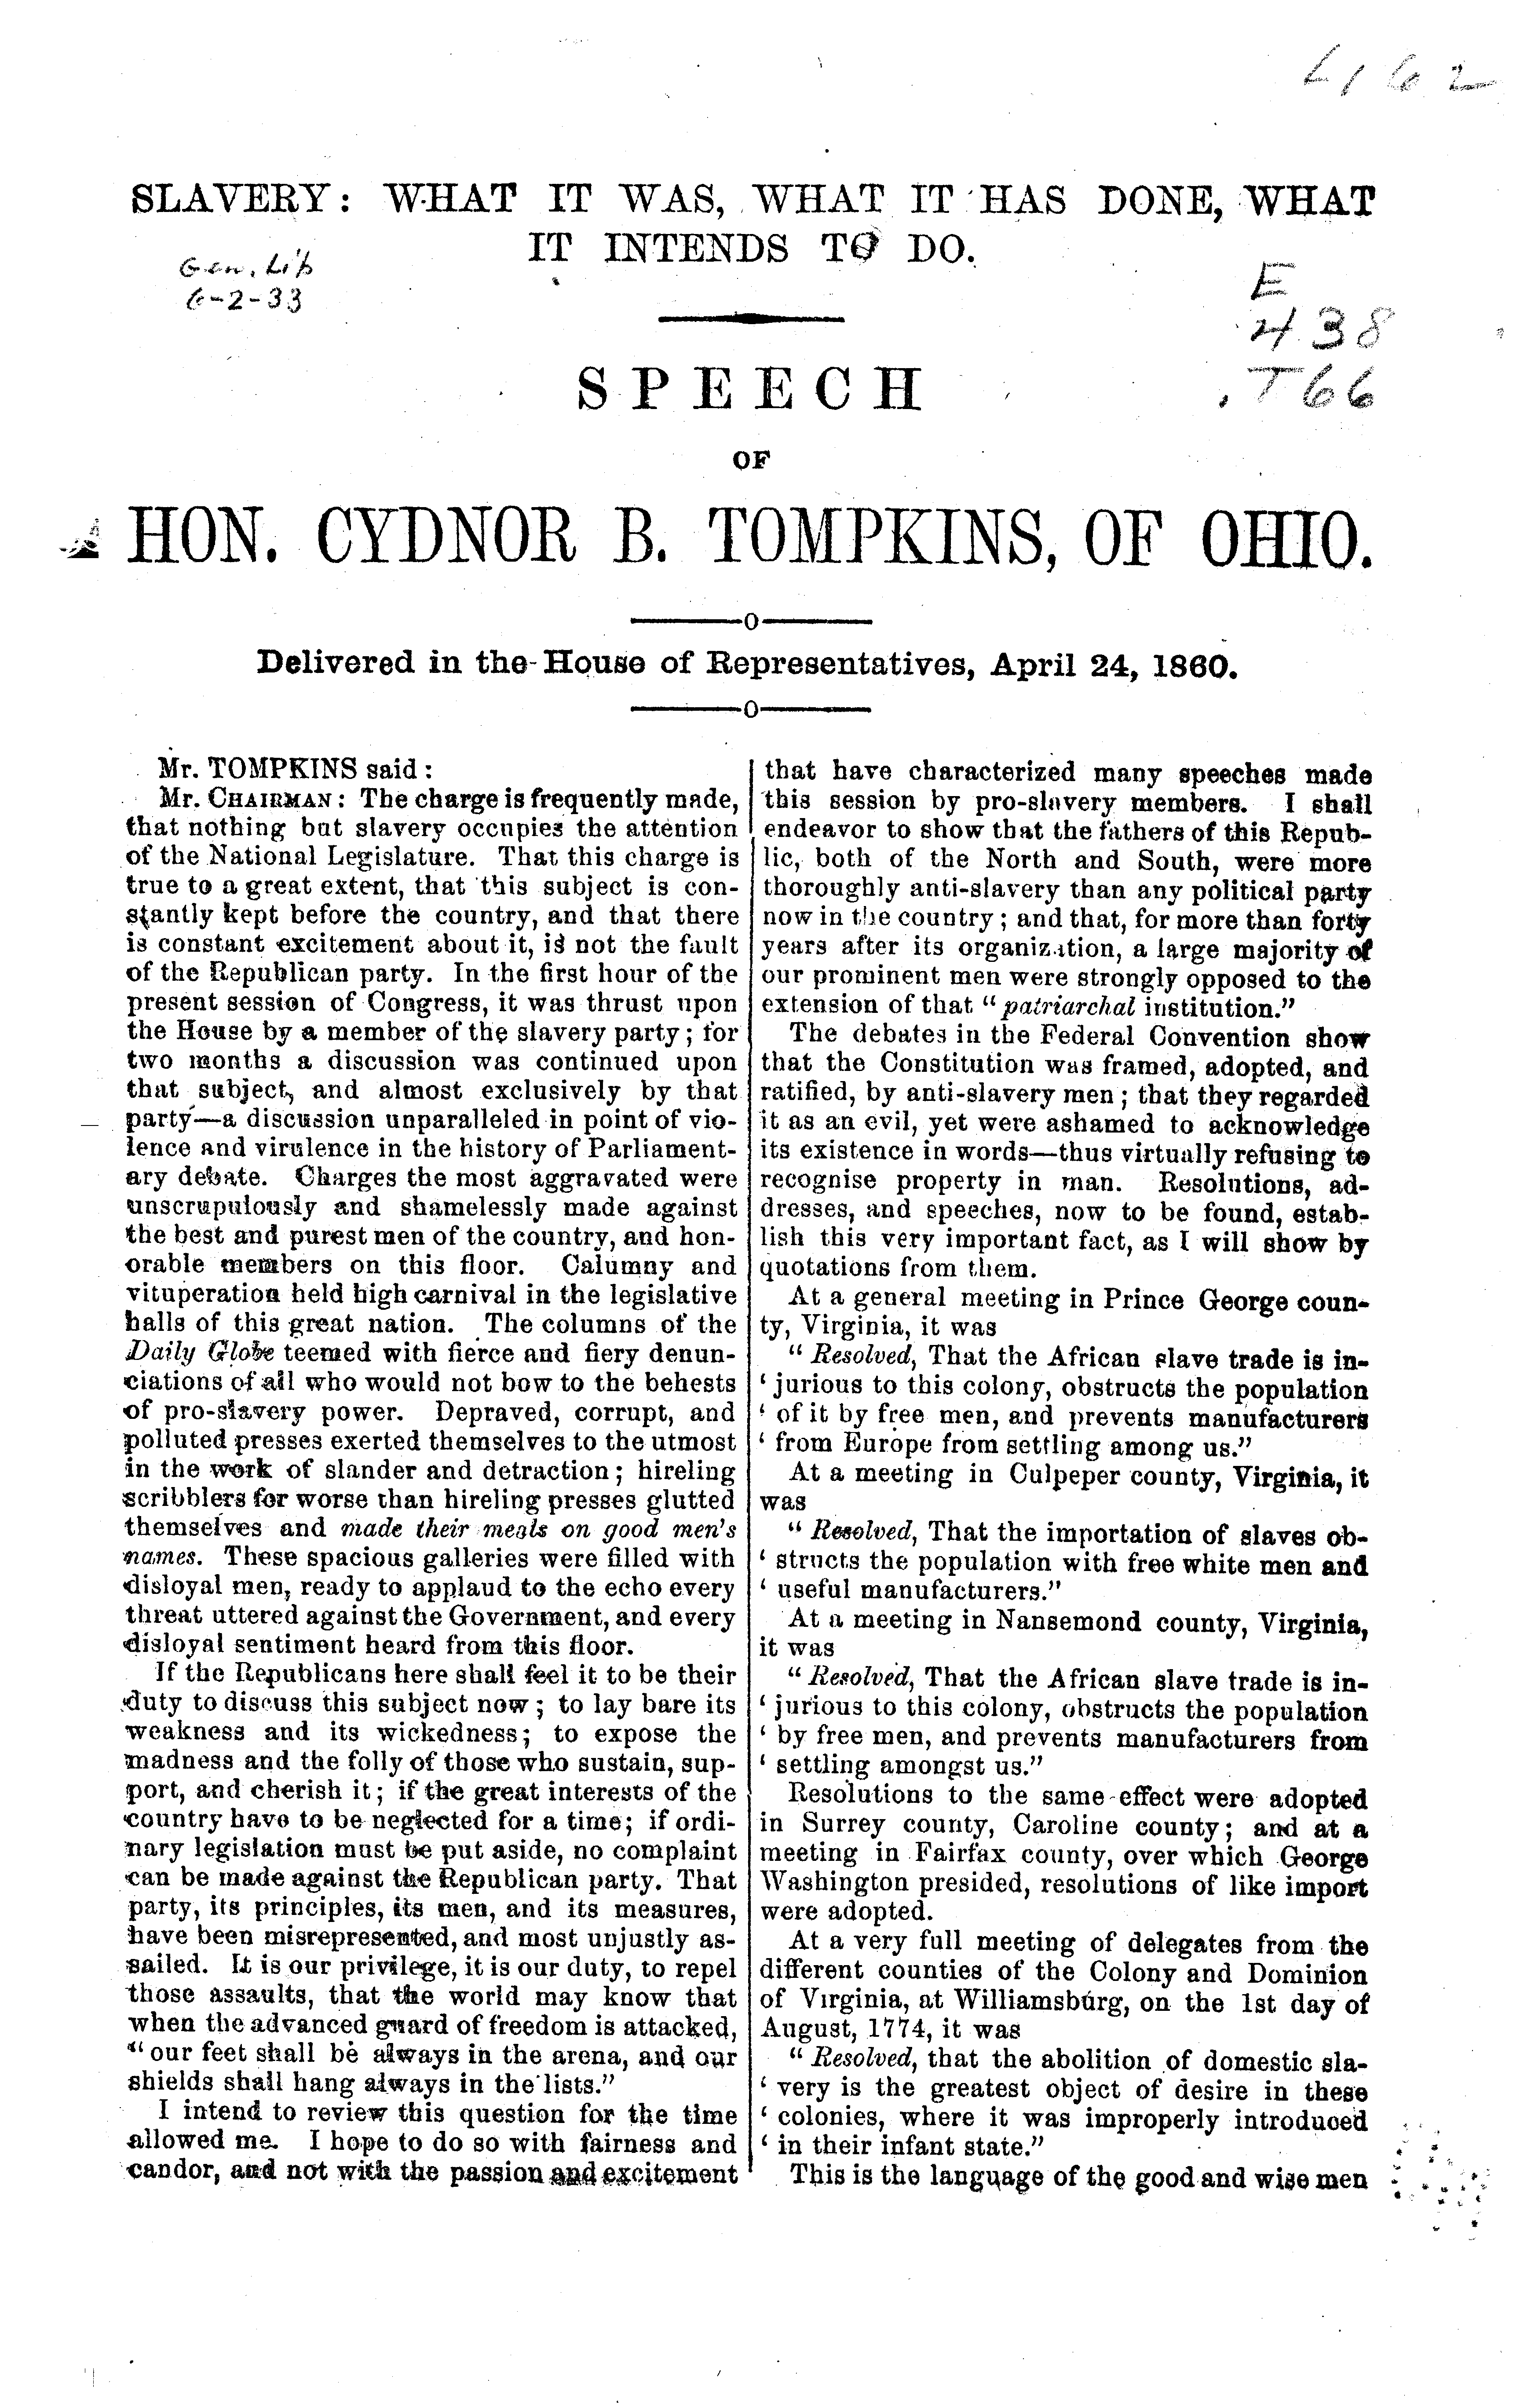 L162
SLAVERY: WHAT IT WAS, WHAT IT HAS DONE, WHAT
IT INTENDS TO DO.
Gen. Lib
6-2-33
E
438
.T66
SPEECH
OF
HON. CYDNOR B. TOMPKINS, OF OHIO.
Delivered in the House of Representatives, April 24, 1860.
Mr. TOMPKINS said:
Mr. CHAIRMAN: The charge is frequently made,
that nothing but slavery occupies the attention
of the National Legislature. That this charge is
true to a great extent, that this subject is con-
stantly kept before the country, and that there
is constant excitement about it, is not the fault
of the Republican party. In the first hour of the
present session of Congress, it was thrust upon
the House by a member of the slavery party; for
two months a discussion was continued upon
that subject, and almost exclusively by that
party—a discussion unparalleled in point of vio-
lence and virulence in the history of Parliament-
ary debate. Charges the most aggravated were
unscrupulously and shamelessly made against
the best and purest men of the country, and hon-
orable members on this floor. Calumny and
vituperation held high carnival in the legislative
halls of this great nation. The columns of the
Daily Globe teemed with fierce and fiery denun-
ciations of all who would not bow to the behests
of pro-slavery power. Depraved, corrupt, and
polluted presses exerted themselves to the utmost
in the work of slander and detraction; hireling
scribblers for worse than hireling presses glutted
themselves and made their meals on good men's
names. These spacious galleries were filled with
disloyal men, ready to applaud to the echo every
threat uttered against the Government, and every
disloyal sentiment heard from this floor.
If the Republicans here shall feel it to be their
duty to discuss this subject now; to lay bare its
weakness and its wickedness; to expose the
madness and the folly of those who sustain, sup-
port, and cherish it; if the great interests of the
country have to be neglected for a time; if ordi-
nary legislation must be put aside, no complaint
can be made against the Republican party. That
party, its principles, its men, and its measures,
have been misrepresented, and most unjustly as-
sailed. It is our privilege, it is our duty, to repel
those assaults, that the world may know that
when the advanced guard of freedom is attacked,
"our feet shall be always in the arena, and our
shields shall hang always in the lists."
I intend to review this question for the time
allowed me. I hope to do so with fairness and
candor, and not with the passion and excitement
that have characterized many speeches made
this session by pro-slavery members. I shall
endeavor to show that the fathers of this Repub-
lic, both of the North and South, were more
thoroughly anti-slavery than any political party
now in the country; and that, for more than forty
years after its organization, a large majority of
our prominent men were strongly opposed to the
extension of that "patriarchal institution."
The debates in the Federal Convention show
that the Constitution was framed, adopted, and
ratified, by anti-slavery men; that they regarded
it as an evil, yet were ashamed to acknowledge
its existence in words—thus virtually refusing to
recognise property in man. Resolutions, ad-
dresses, and speeches, now to be found, estab-
lish this very important fact, as I will show by
quotations from them.
At a general meeting in Prince George coun-
ty, Virginia, it was
"Resolved, That the African slave trade is in-
'jurious to this colony, obstructs the population
'of it by free men, and prevents manufacturers
'from Europe from settling among us."
At a meeting in Culpeper county, Virginia, it
was
"Resolved, That the importation of slaves ob-
'structs the population with free white men and
'useful manufacturers."
At a meeting in Nansemond county, Virginia,
it was
"Resolved, That the African slave trade is in-
'jurious to this colony, obstructs the population
'by free men, and prevents manufacturers from
'settling amongst us."
Resolutions to the same effect were adopted
in Surrey county, Caroline county; and at a
meeting in Fairfax county, over which George
Washington presided, resolutions of like import
were adopted.
At a very full meeting of delegates from the
different counties of the Colony and Dominion
of Virginia, at Williamsburg, on the 1st day of
August, 1774, it was
"Resolved, that the abolition of domestic sla-
'very is the greatest object of desire in these
'colonies, where it was improperly introduced
'in their infant state."
This is the language of the good and wise men